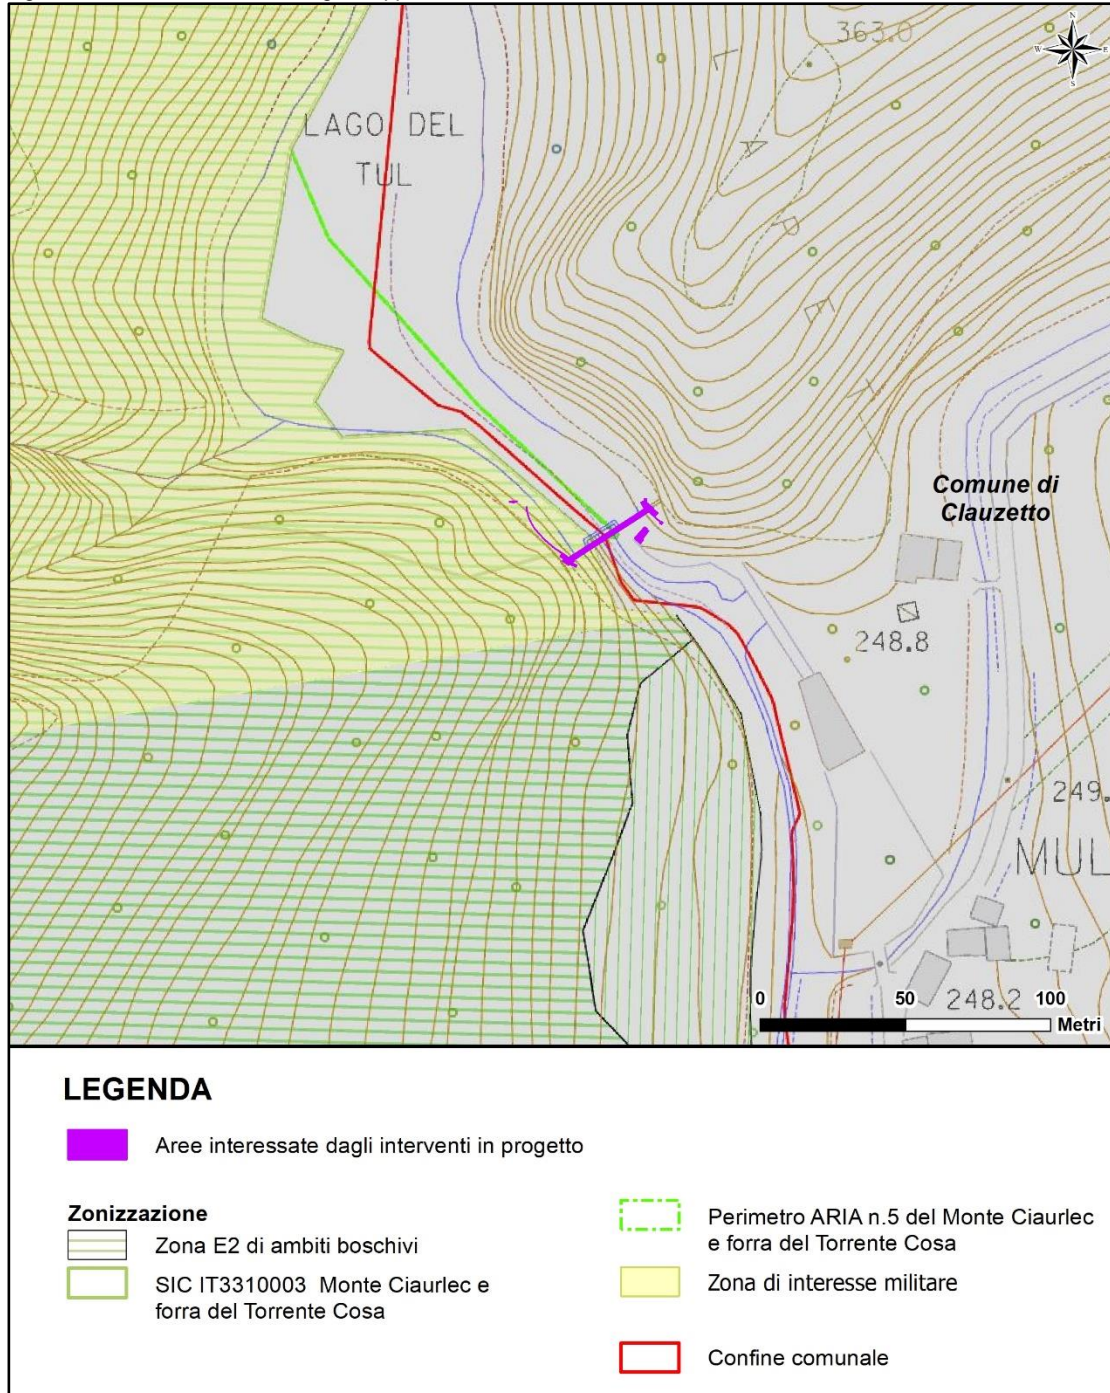 363.0
N
W E
S
LAGO DEL
TUL
L
A
P
E
I
Comune di
Clauzetto
248.8
249.
MUL
0 50 248.2 100
Metri
LEGENDA
Aree interessate dagli interventi in progetto
Zonizzazione
Zona E2 di ambiti boschivi
SIC IT3310003 Monte Ciaurlec e
forra del Torrente Cosa
Perimetro ARIA n.5 del Monte Ciaurlec
e forra del Torrente Cosa
Zona di interesse militare
Confine comunale